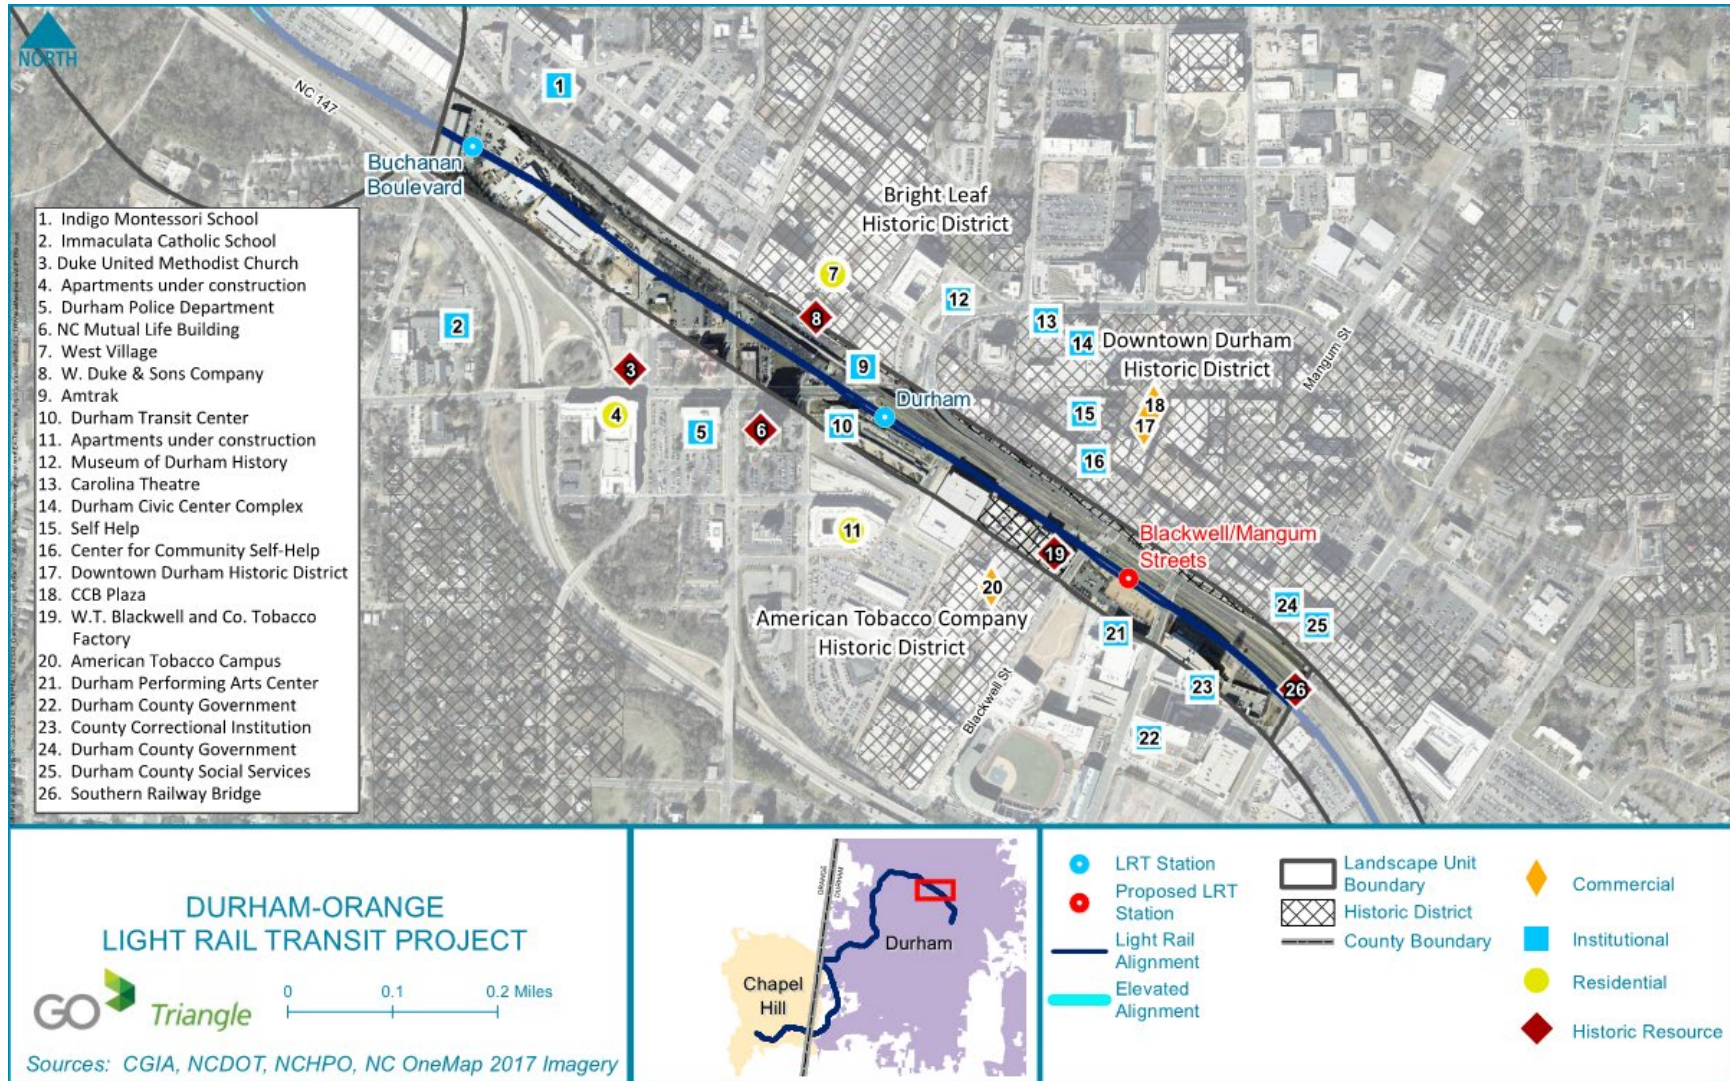 NORTH
NC 147
Buchanan
Boulevard
Bright Leaf
Historic District
Downtown Durham
Historic District
Mangum St
Durham
Blackwell/Mangum
Streets
American Tobacco Company
Historic District
Blackwell St
1
2
3
4
5
6
7
8
9
10
11
12
13
14
15
16
18
17
19
20
21
22
23
24
25
26
1. Indigo Montessori School
2. Immaculata Catholic School
3. Duke United Methodist Church
4. Apartments under construction
5. Durham Police Department
6. NC Mutual Life Building
7. West Village
8. W. Duke & Sons Company
9. Amtrak
10. Durham Transit Center
11. Apartments under construction
12. Museum of Durham History
13. Carolina Theatre
14. Durham Civic Center Complex
15. Self Help
16. Center for Community Self-Help
17. Downtown Durham Historic District
18. CCB Plaza
19. W.T. Blackwell and Co. Tobacco
Factory
20. American Tobacco Campus
21. Durham Performing Arts Center
22. Durham County Government
23. County Correctional Institution
24. Durham County Government
25. Durham County Social Services
26. Southern Railway Bridge
DURHAM-ORANGE
LIGHT RAIL TRANSIT PROJECT
GO Triangle
0 0.1 0.2 Miles
Sources: CGIA, NCDOT, NCHPO, NC OneMap 2017 Imagery
ORANGE
DURHAM
Durham
Chapel
Hill
LRT Station
Proposed LRT
Station
Light Rail
Alignment
Elevated
Alignment
Landscape Unit
Boundary
Historic District
County Boundary
Commercial
Institutional
Residential
Historic Resource